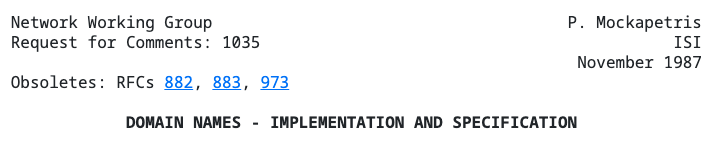 Network Working Group P. Mockapetris
Request for Comments: 1035 ISI
November 1987
Obsoletes: RFCs 882, 883, 973
DOMAIN NAMES - IMPLEMENTATION AND SPECIFICATION